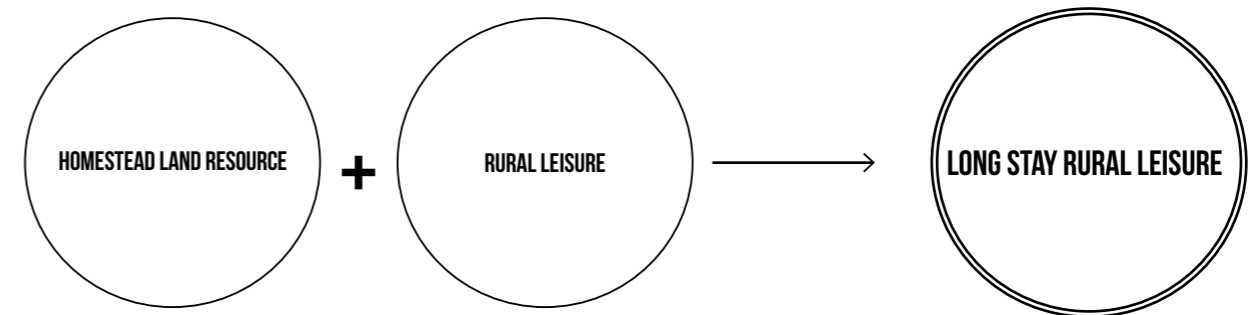 HOMESTEAD LAND RESOURCE
+
RURAL LEISURE
LONG STAY RURAL LEISURE